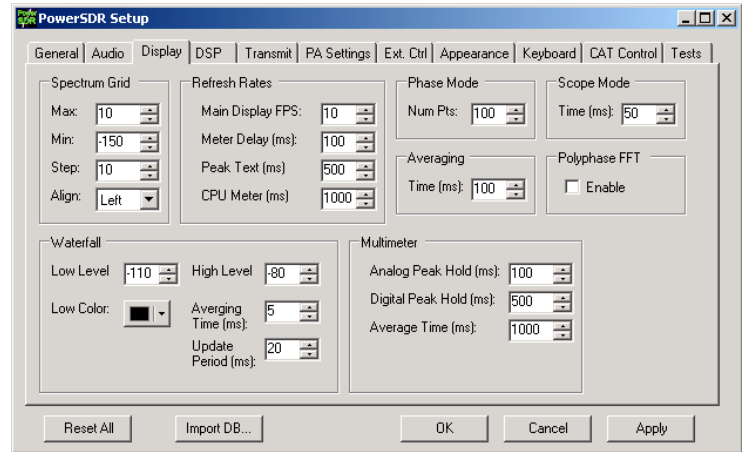 Power SDR PowerSDR Setup
General Audio Display DSP Transmit PA Settings Ext. Ctrl Appearance Keyboard CAT Control Tests
Spectrum Grid
Max: 10
Min: -150
Step: 10
Align: Left
Refresh Rates
Main Display FPS: 10
Meter Delay (ms): 100
Peak Text (ms) 500
CPU Meter (ms) 1000
Phase Mode
Num Pts: 100
Scope Mode
Time (ms): 50
Averaging
Time (ms): 100
Polyphase FFT
Enable
Waterfall
Low Level -110 High Level -80
Low Color:
Averging
Time (ms): 5
Update
Period (ms): 20
Multimeter
Analog Peak Hold (ms): 100
Digital Peak Hold (ms): 500
Average Time (ms): 1000
Reset All Import DB... OK Cancel Apply